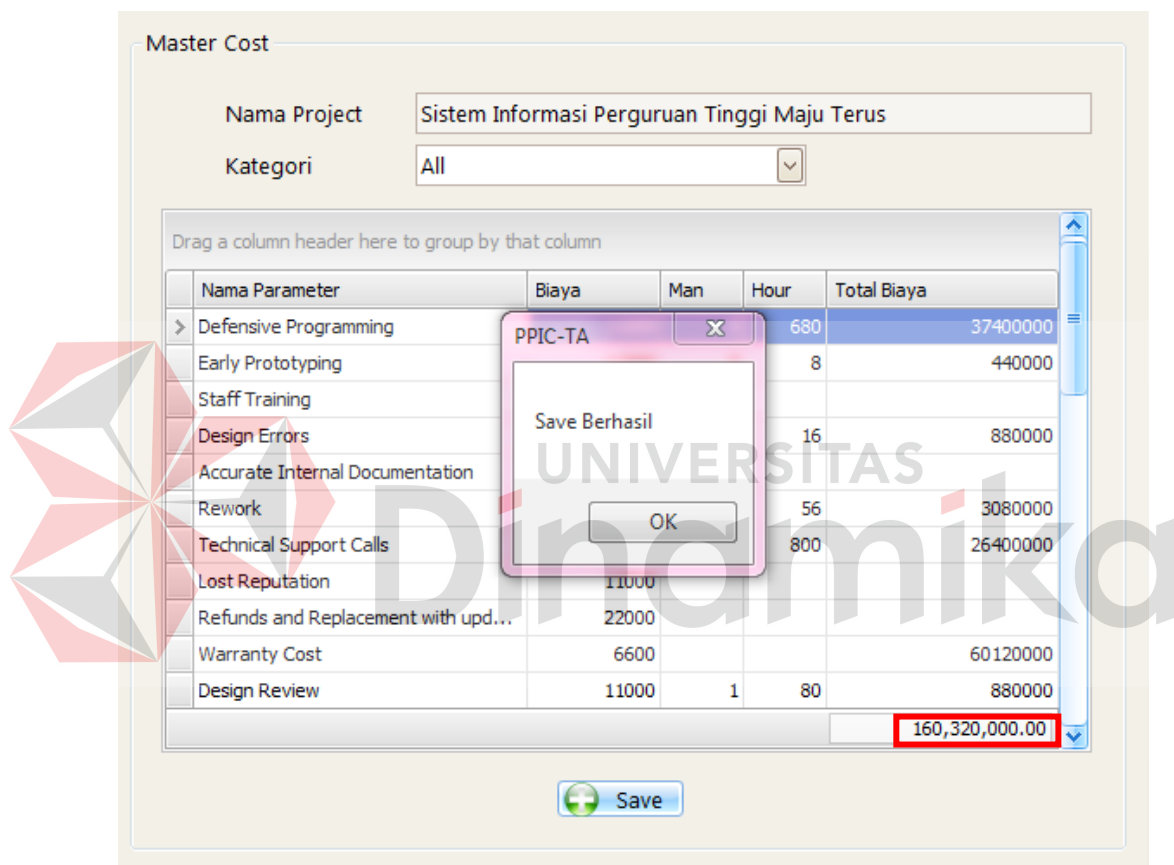 Master Cost
Nama Project Sistem Informasi Perguruan Tinggi Maju Terus
Kategori All
Drag a column header here to group by that column
Nama Parameter Biaya Man Hour Total Biaya
Defensive Programming 680 37400000
PPIC-TA
Early Prototyping 8 440000
Staff Training
Save Berhasil
Design Errors 16 880000
UNIVERSITAS
Accurate Internal Documentation
Rework 56 3080000
OK
Dinamika
Technical Support Calls 800 26400000
Lost Reputation 11000
Refunds and Replacement with upd... 22000
Warranty Cost 6600 60120000
Design Review 11000 1 80 880000
160,320,000.00
Save